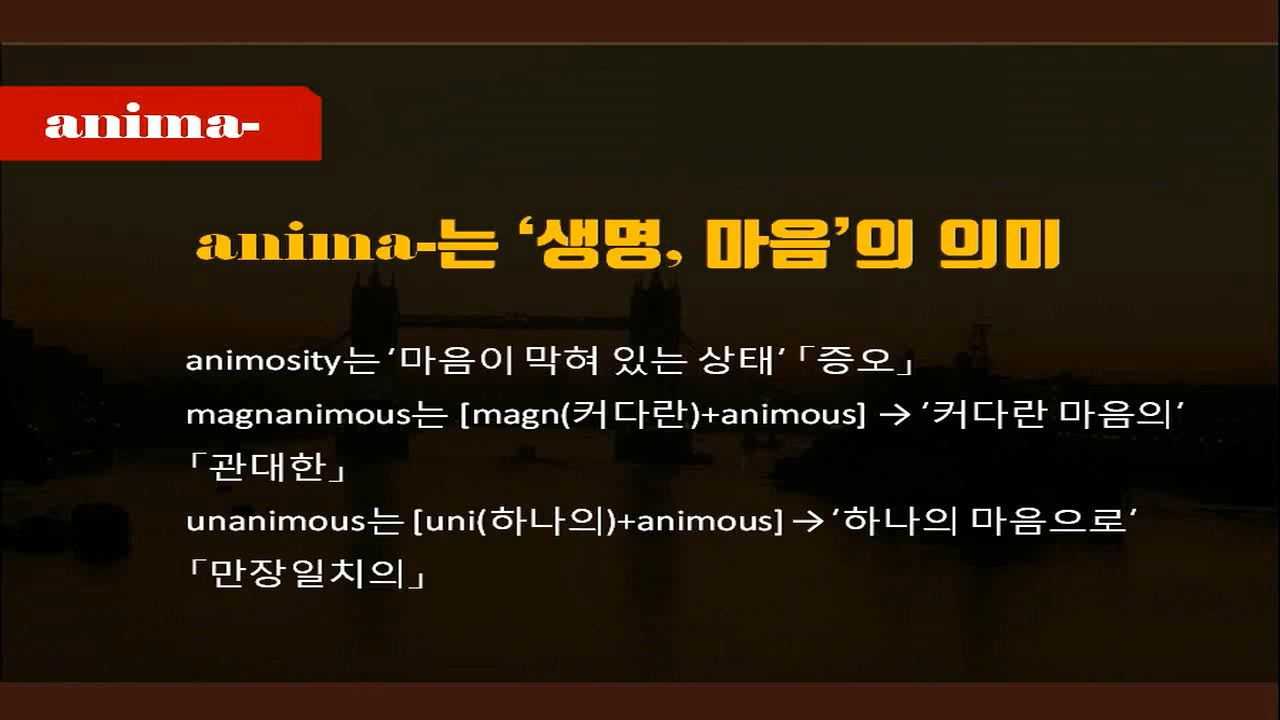 anima-
anima-는 ‘생명, 마음’의 의미
animosity는 ‘마음이 막혀 있는 상태’ 「증오」
magnanimous는 [magn(커다란)+animous] → ‘커다란 마음의’
「관대한」
unanimous는 [uni(하나의)+animous] → ‘하나의 마음으로’
「만장일치의」